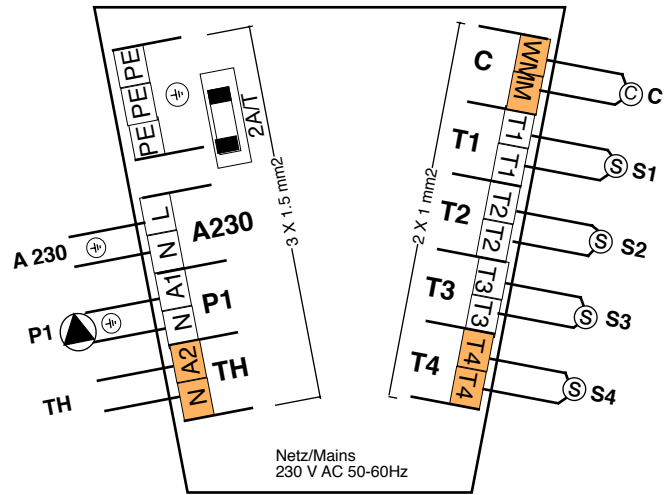 PE
PE
PE
2A/T
3 X 1.5 mm2
A 230
L
N
A230
P1
A1
N
P1
TH
A2
N
TH
C
WMM
WMM
C
T1
T1
T1
S1
T2
T2
T2
S2
T3
T3
T3
S3
T4
T4
T4
S4
2 X 1 mm2
Netz/Mains
230 V AC 50-60Hz